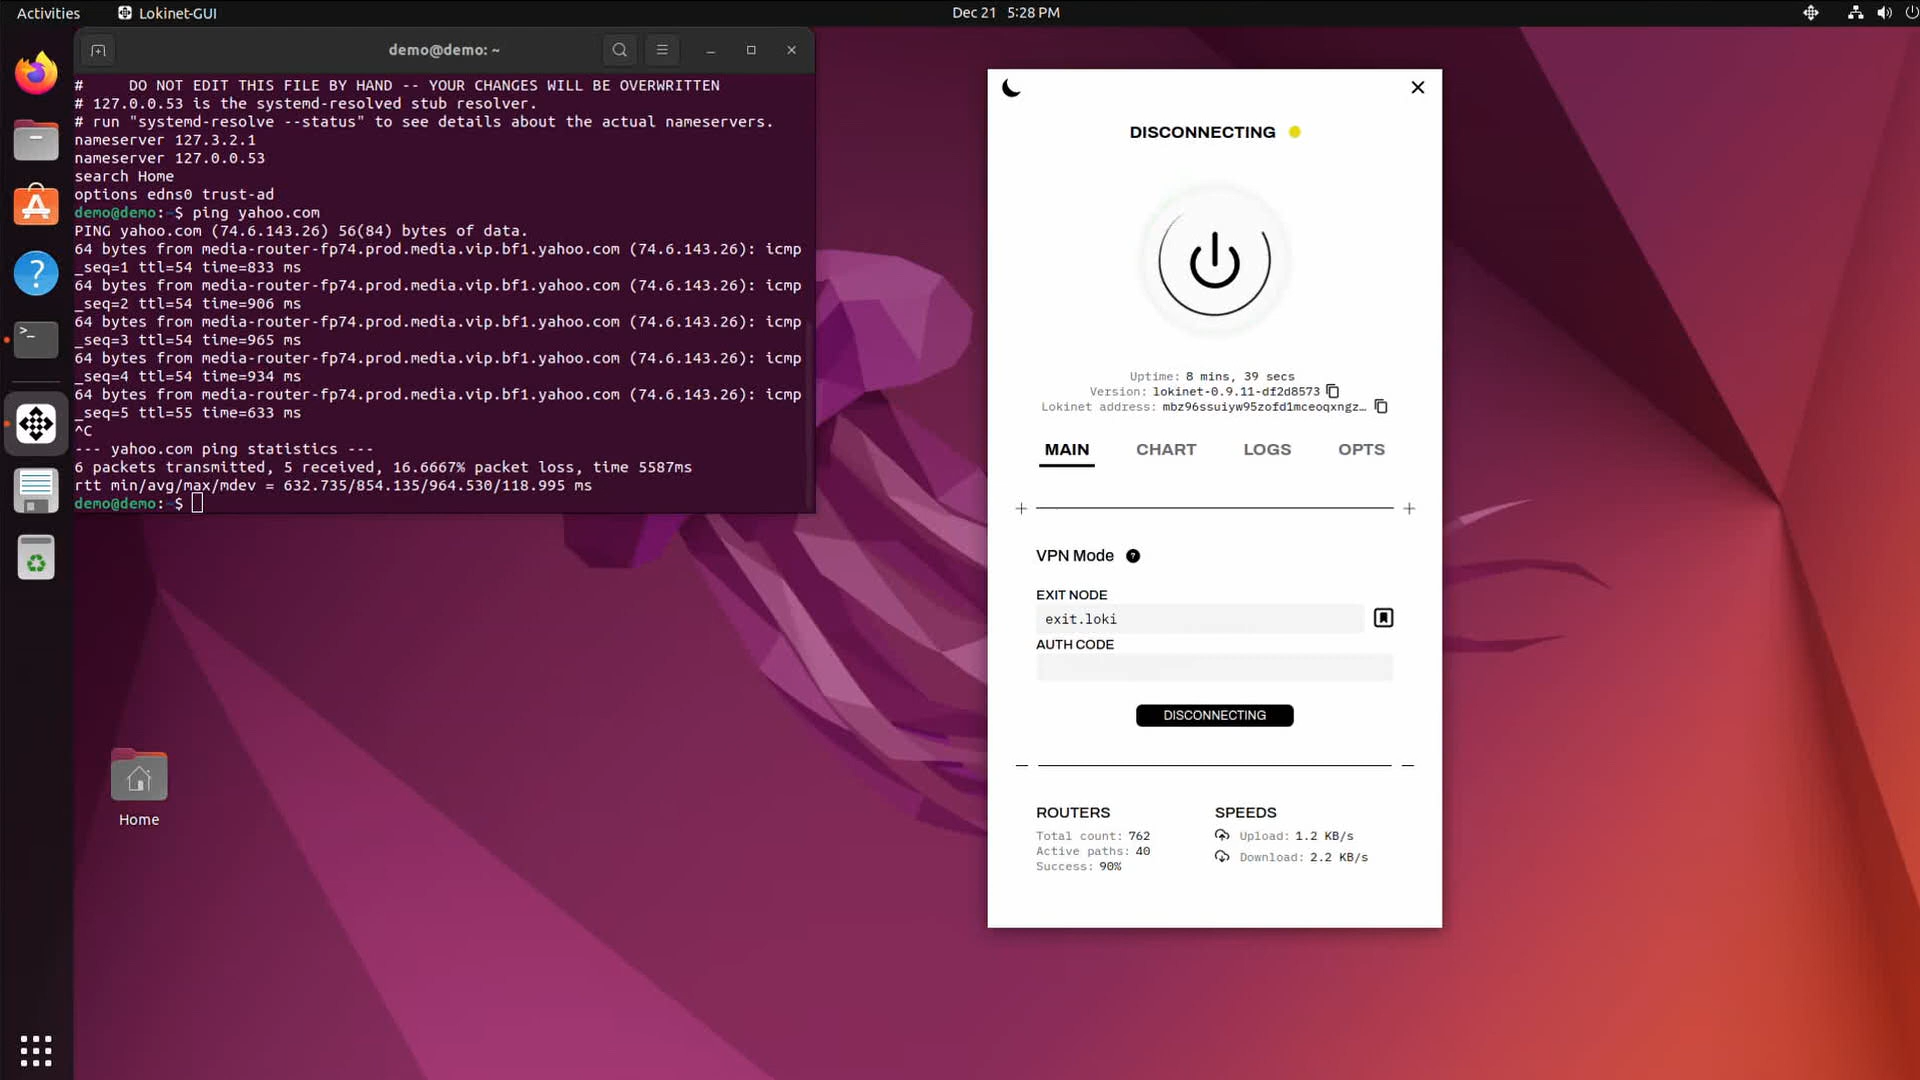 Activities
Lokinet-GUI
Dec 21 5:28 PM
demo@demo: ~
#     DO NOT EDIT THIS FILE BY HAND -- YOUR CHANGES WILL BE OVERWRITTEN
# 127.0.0.53 is the systemd-resolved stub resolver.
# run "systemd-resolve --status" to see details about the actual nameservers.
nameserver 127.3.2.1
nameserver 127.0.0.53
search Home
options edns0 trust-ad
demo@demo:~$ ping yahoo.com
PING yahoo.com (74.6.143.26) 56(84) bytes of data.
64 bytes from media-router-fp74.prod.media.vip.bf1.yahoo.com (74.6.143.26): icmp
_seq=1 ttl=54 time=833 ms
64 bytes from media-router-fp74.prod.media.vip.bf1.yahoo.com (74.6.143.26): icmp
_seq=2 ttl=54 time=906 ms
64 bytes from media-router-fp74.prod.media.vip.bf1.yahoo.com (74.6.143.26): icmp
_seq=3 ttl=54 time=965 ms
64 bytes from media-router-fp74.prod.media.vip.bf1.yahoo.com (74.6.143.26): icmp
_seq=4 ttl=54 time=934 ms
64 bytes from media-router-fp74.prod.media.vip.bf1.yahoo.com (74.6.143.26): icmp
_seq=5 ttl=55 time=633 ms
^C
--- yahoo.com ping statistics ---
6 packets transmitted, 5 received, 16.6667% packet loss, time 5587ms
rtt min/avg/max/mdev = 632.735/854.135/964.530/118.995 ms
demo@demo:~$
Home
DISCONNECTING
Uptime: 8 mins, 39 secs
Version: lokinet-0.9.11-df2d8573
Lokinet address: mbz96ssuiyw95zofd1mceoqxngz…
MAIN CHART LOGS OPTS
VPN Mode ?
EXIT NODE
exit.loki
AUTH CODE
DISCONNECTING
ROUTERS
Total count: 762
Active paths: 40
Success: 90%
SPEEDS
Upload: 1.2 KB/s
Download: 2.2 KB/s